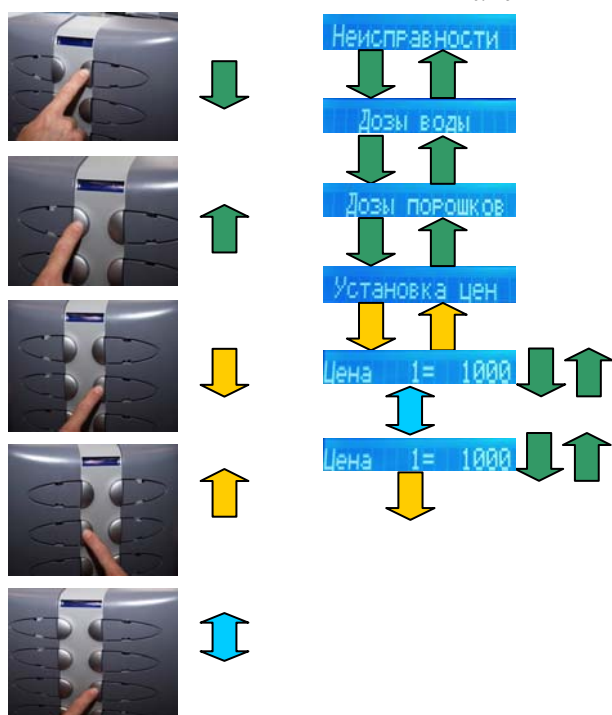 Неисправности
Дозы воды
Дозы порошков
Установка цен
Цена 1= 1000
Цена 1= 1000